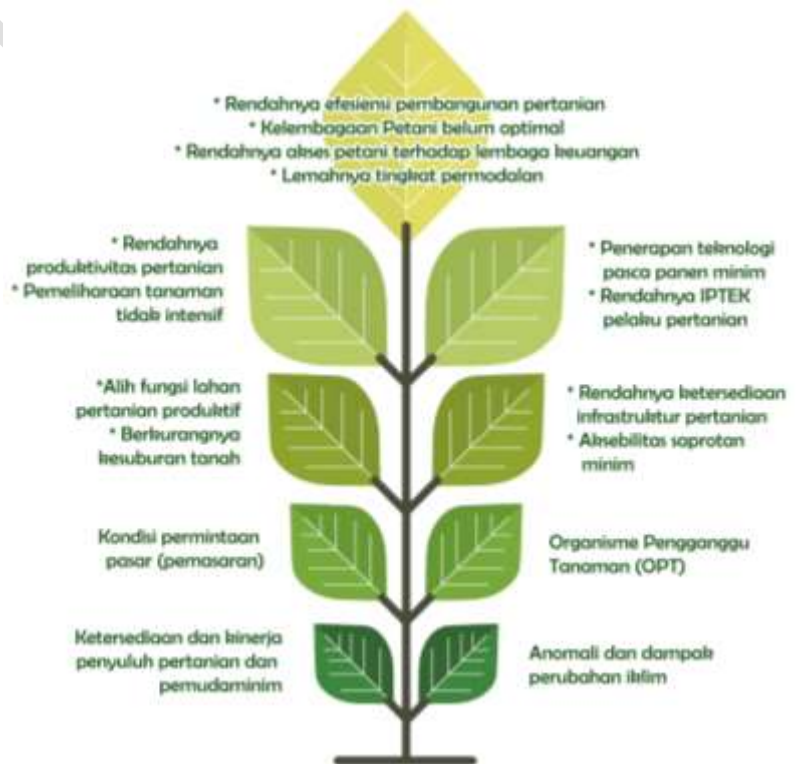 * Rendahnya efesiensi pembangunan pertanian
* Kelembagaan Petani belum optimal
* Rendahnya akses petani terhadap lembaga keuangan
* Lemahnya tingkat permodalan
* Rendahnya
produktivitas pertanian
* Pemeliharaan tanaman
tidak intensif
* Penerapan teknologi
pasca panen minim
* Rendahnya IPTEK
pelaku pertanian
*Alih fungsi lahan
pertanian produktif
* Berkurangnya
kesuburan tanah
* Rendahnya ketersediaan
infrastruktur pertanian
* Aksebilitas saprotan
minim
Kondisi permintaan
pasar (pemasaran)
Organisme Pengganggu
Tanaman (OPT)
Ketersediaan dan kinerja
penyuluh pertanian dan
pemudaminim
Anomali dan dampak
perubahan iklim